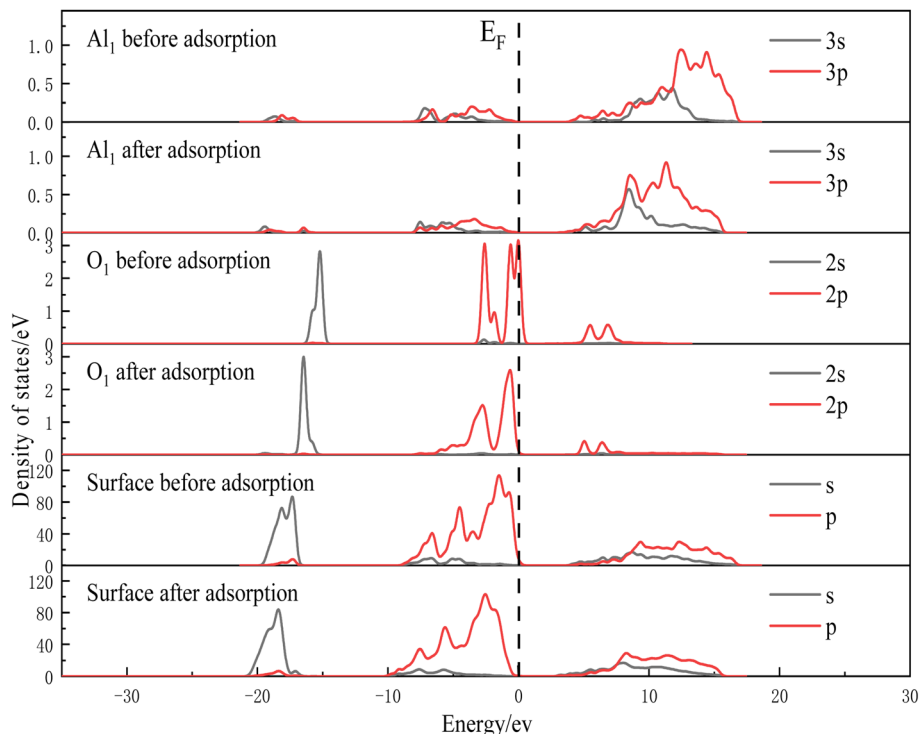 E_F
Al₁ before adsorption
3s
3p
1.0
0.5
0.0
Al₁ after adsorption
3s
3p
1.0
0.5
0.0
O₁ before adsorption
2s
2p
3
2
1
0
O₁ after adsorption
2s
2p
3
2
1
0
Surface before adsorption
s
p
120
80
40
0
Surface after adsorption
s
p
120
80
40
0
Density of states/eV
-30 -20 -10 0 10 20 30
Energy/ev